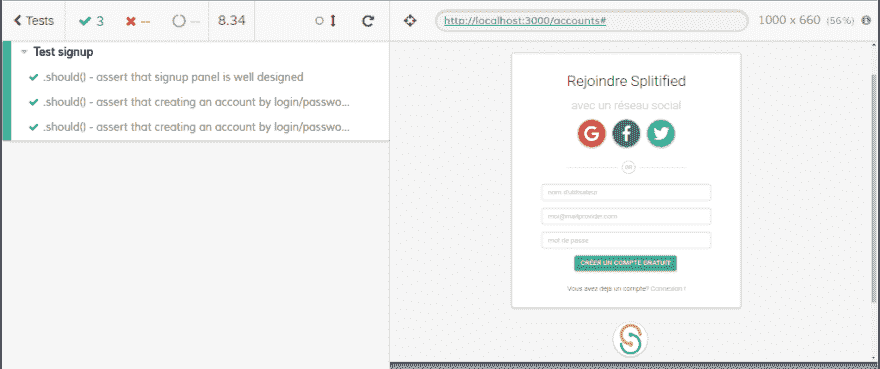 Tests
3
--
--
8.34
http://localhost:3000/accounts#
1000 x 660 (56%)
Test signup
.should() - assert that signup panel is well designed
.should() - assert that creating an account by login/passwo...
.should() - assert that creating an account by login/passwo...
Rejoindre Splitified
avec un réseau social
G f
OR
nom d'utilisateur
moi@mailprovider.com
mot de passe
CRÉER UN COMPTE GRATUIT
Vous avez déjà un compte? Connexion !